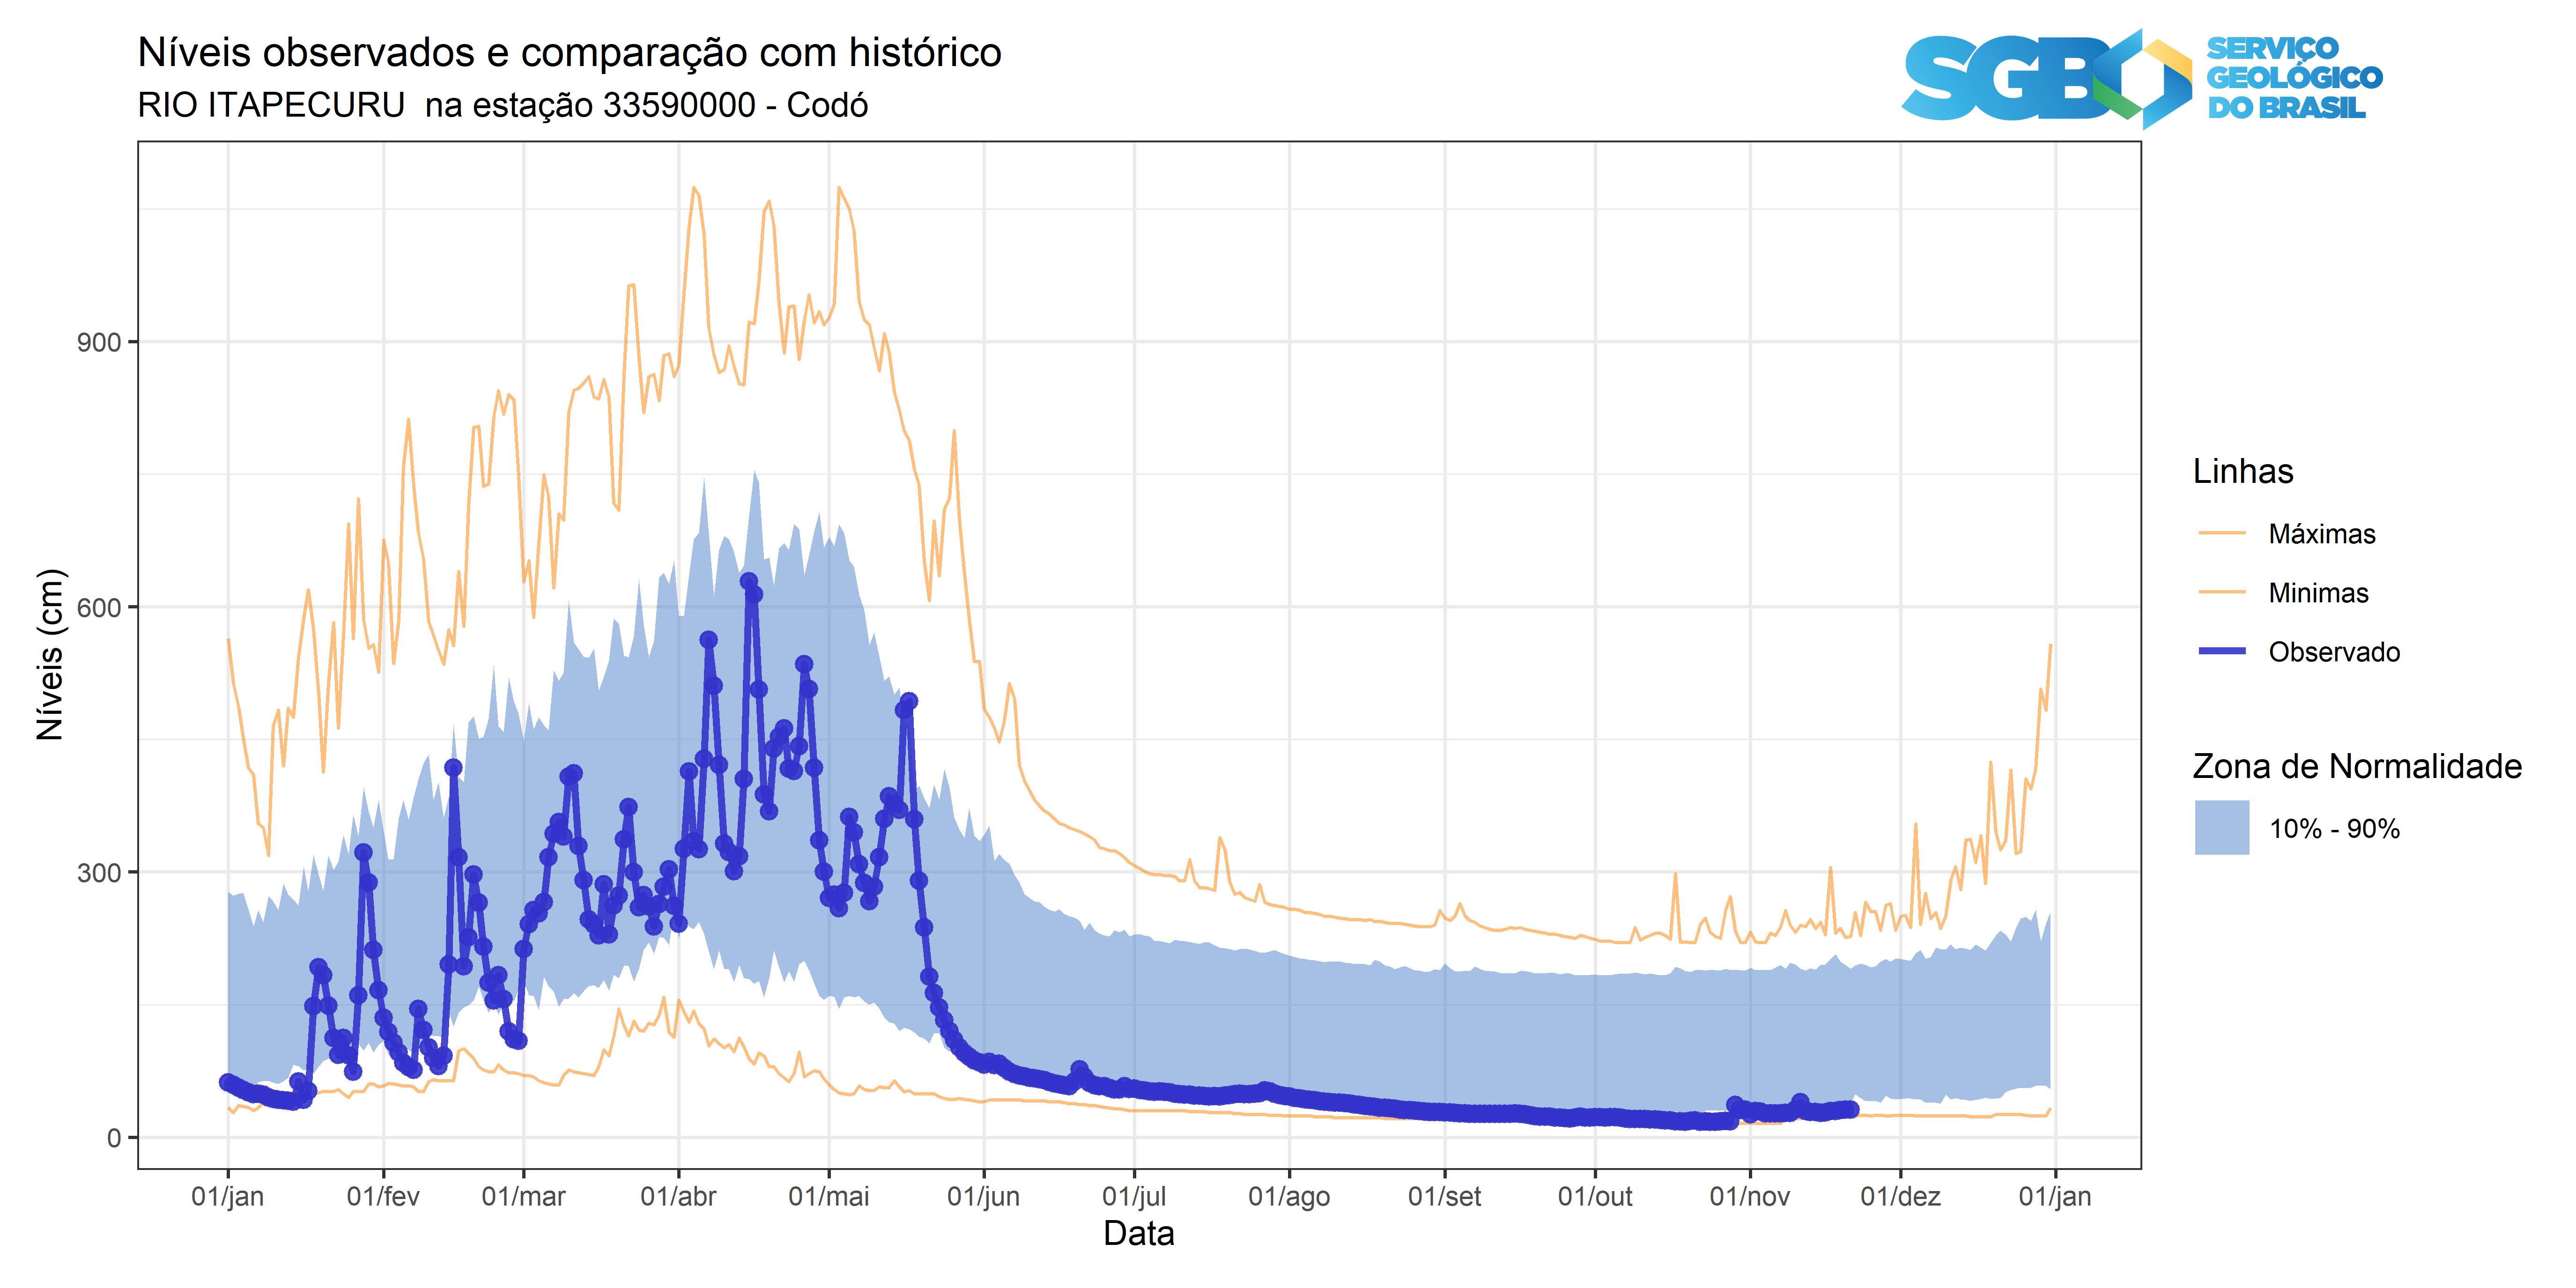 Níveis observados e comparação com histórico
RIO ITAPECURU na estação 33590000 - Codó
SGB
SERVIÇO
GEOLÓGICO
DO BRASIL
Níveis (cm)
900
600
300
0
01/jan
01/fev
01/mar
01/abr
01/mai
01/jun
01/jul
01/ago
01/set
01/out
01/nov
01/dez
01/jan
Data
Linhas
Máximas
Minimas
Observado
Zona de Normalidade
10% - 90%